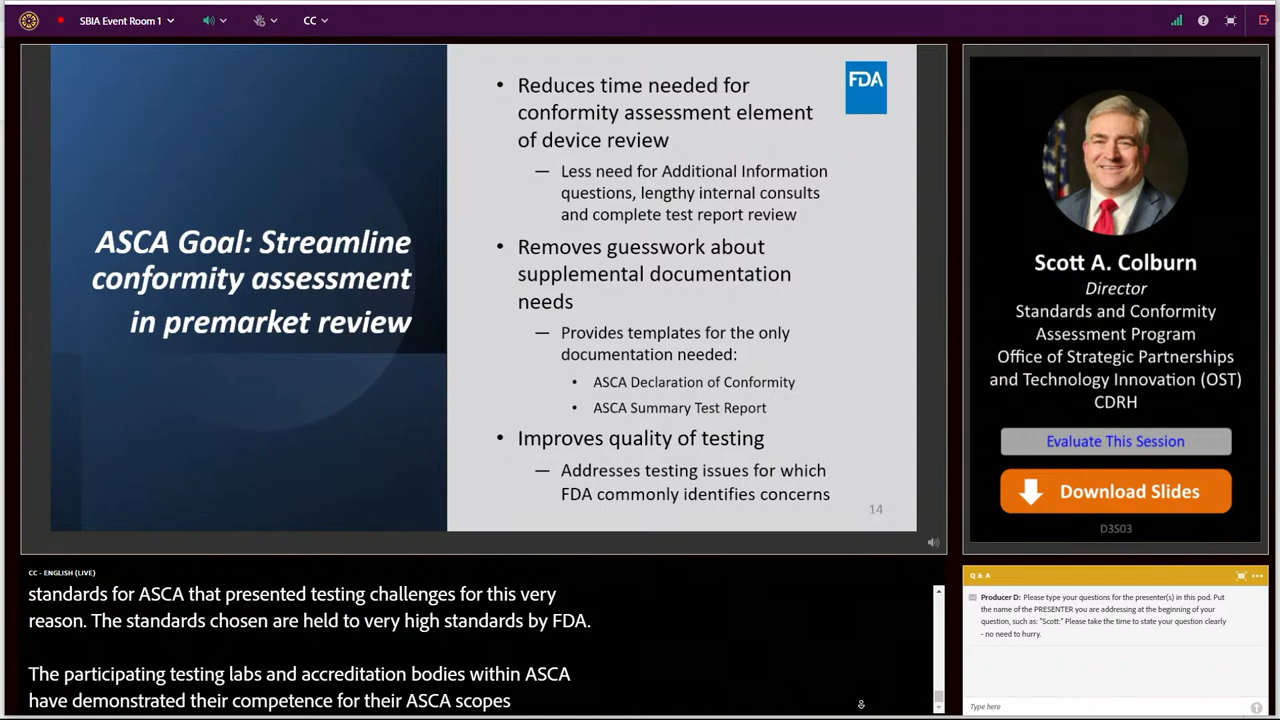 SBIA Event Room 1
CC
ASCA Goal: Streamline
conformity assessment
in premarket review
FDA
• Reduces time needed for
conformity assessment element
of device review
— Less need for Additional Information
questions, lengthy internal consults
and complete test report review
• Removes guesswork about
supplemental documentation
needs
— Provides templates for the only
documentation needed:
• ASCA Declaration of Conformity
• ASCA Summary Test Report
• Improves quality of testing
— Addresses testing issues for which
FDA commonly identifies concerns
14
Scott A. Colburn
Director
Standards and Conformity
Assessment Program
Office of Strategic Partnerships
and Technology Innovation (OST)
CDRH
Evaluate This Session
Download Slides
D3S03
CC - ENGLISH (LIVE)
standards for ASCA that presented testing challenges for this very
reason. The standards chosen are held to very high standards by FDA.
The participating testing labs and accreditation bodies within ASCA
have demonstrated their competence for their ASCA scopes
Q & A
Producer D: Please type your questions for the presenter(s) in this pod. Put
the name of the PRESENTER you are addressing at the beginning of your
question, such as: "Scott:" Please take the time to state your question clearly
- no need to hurry.
Type here